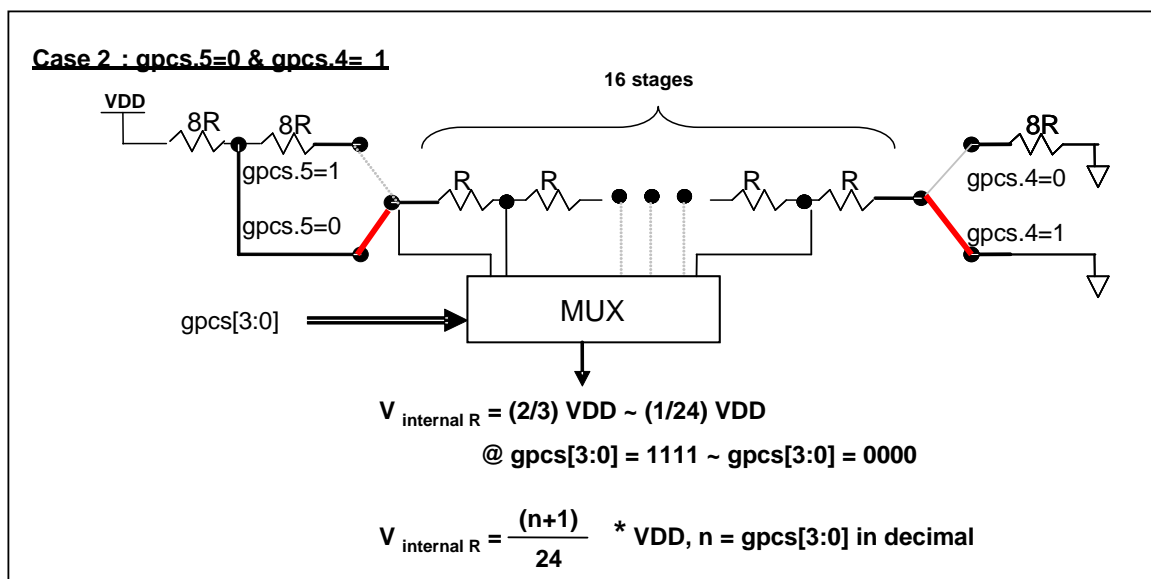 Case 2 : gpcs.5=0 & gpcs.4= 1
16 stages
VDD
8R
8R
8R
gpcs.5=1
R
R
R
R
gpcs.4=0
gpcs.5=0
gpcs.4=1
MUX
gpcs[3:0]
V internal R = (2/3) VDD ~ (1/24) VDD
@ gpcs[3:0] = 1111 ~ gpcs[3:0] = 0000
V internal R = (n+1) / 24 * VDD, n = gpcs[3:0] in decimal